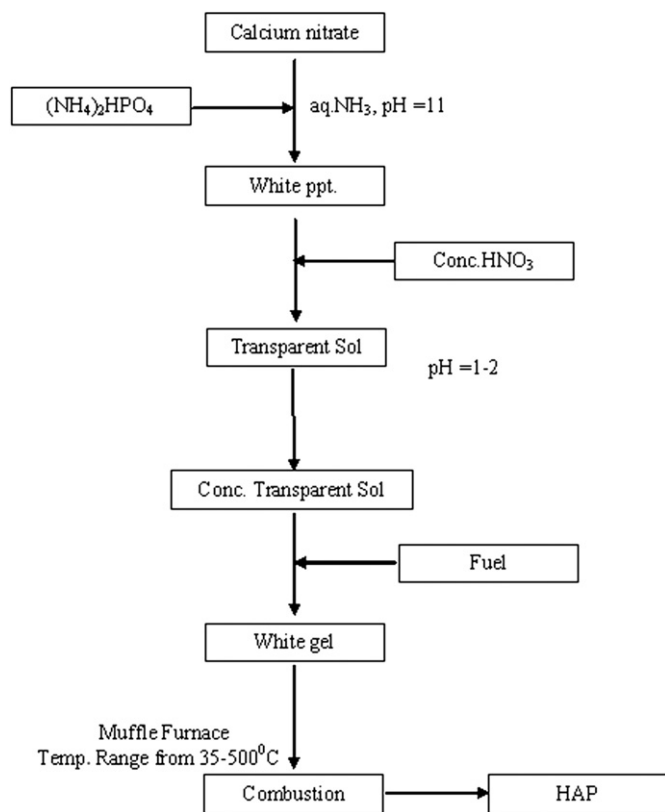 Calcium nitrate
(NH₄)₂HPO₄
aq.NH₃, pH =11
White ppt.
Conc.HNO₃
Transparent Sol
pH =1-2
Conc. Transparent Sol
Fuel
White gel
Muffle Furnace
Temp. Range from 35-500⁰C
Combustion
HAP